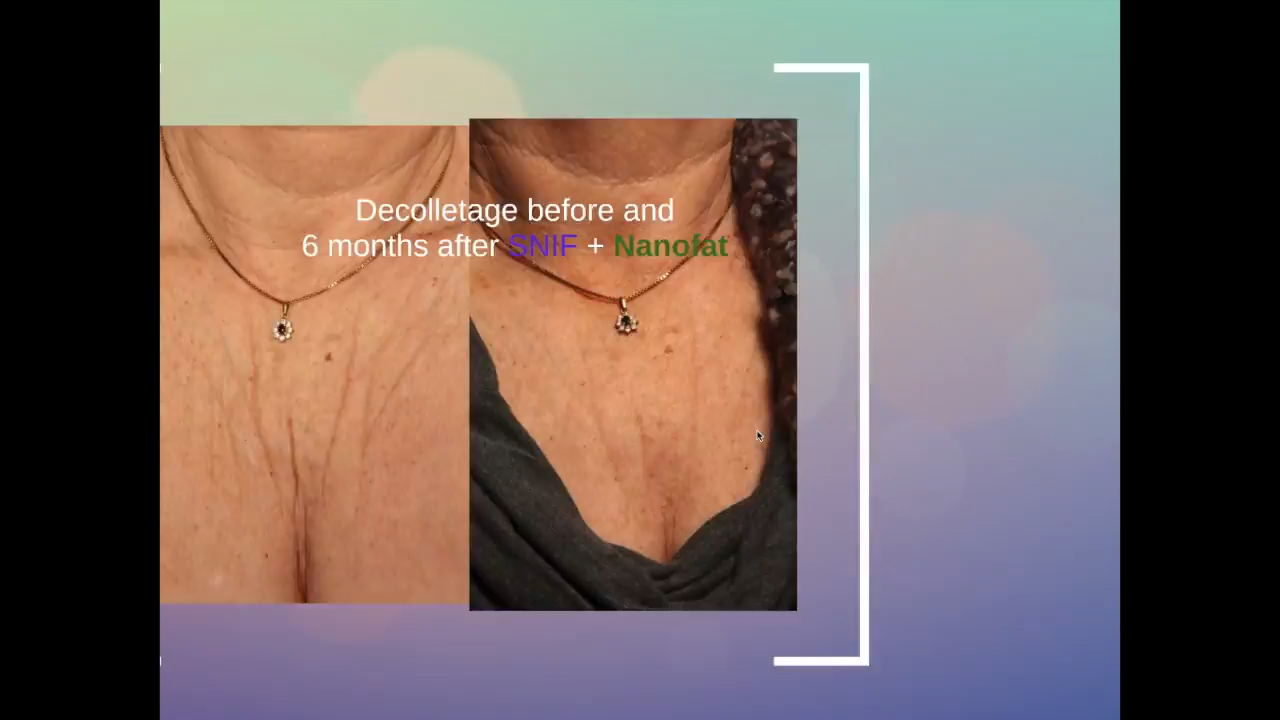 Decolletage before and
6 months after SNIF + Nanofat